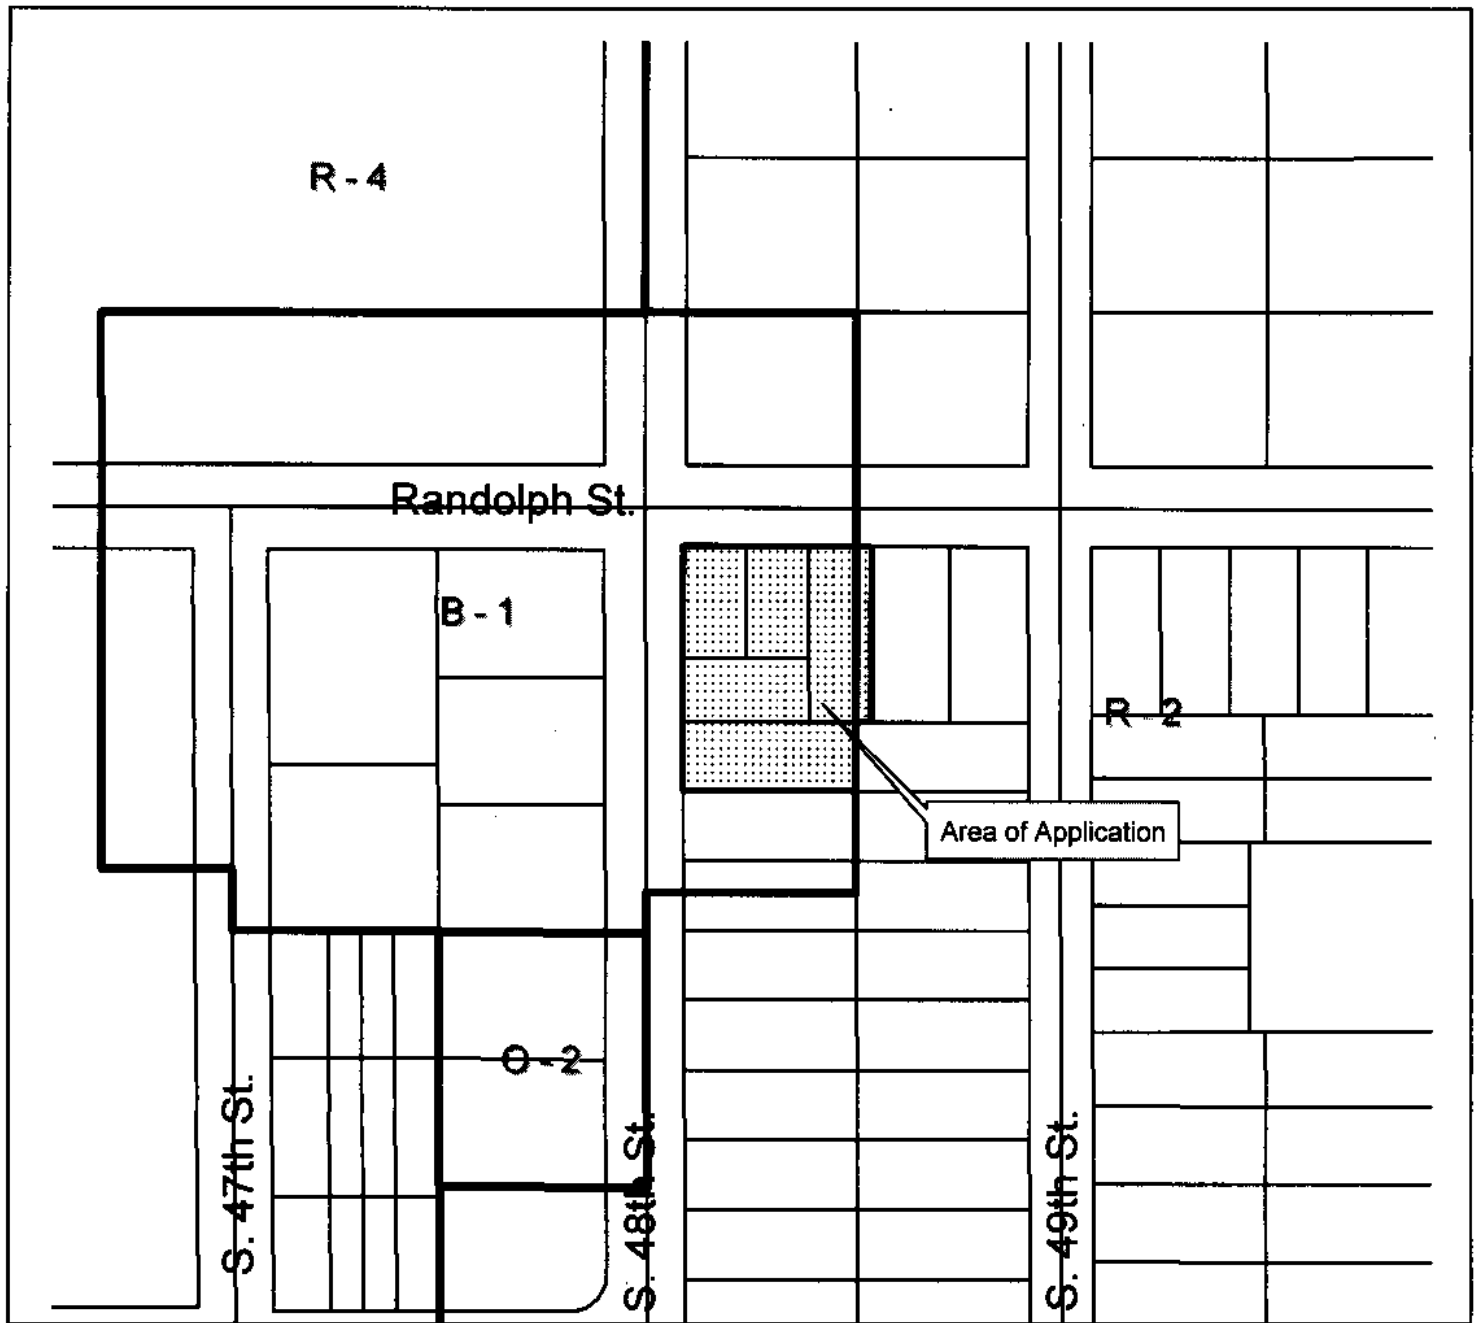 R - 4
Randolph St.
B - 1
R - 2
Area of Application
O - 2
S. 47th St.
S. 48th St.
S. 49th St.